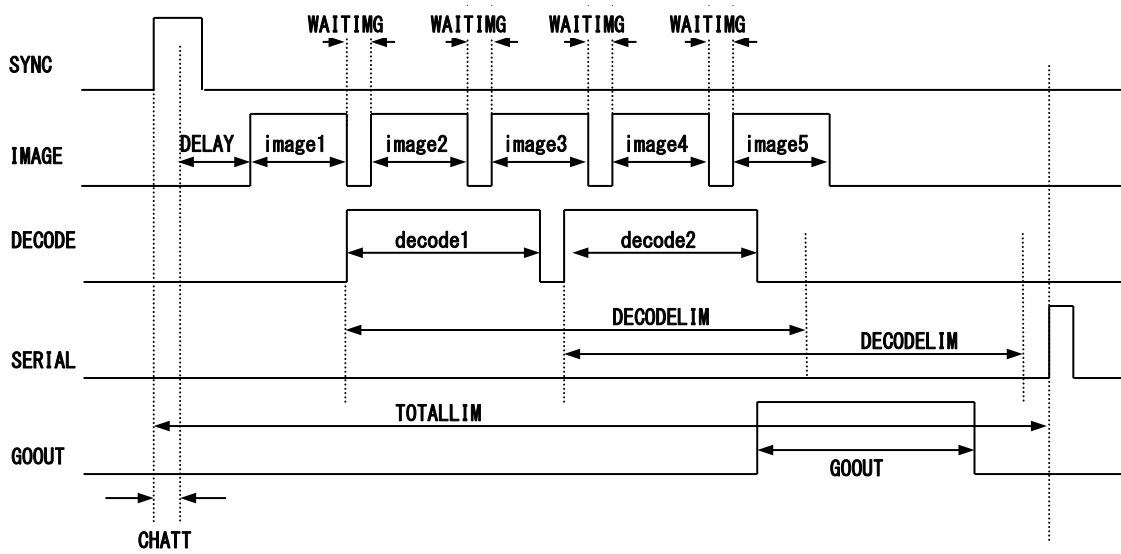 WAITIMG WAITIMG WAITIMG WAITIMG
SYNC
IMAGE DELAY image1 image2 image3 image4 image5
DECODE decode1 decode2
DECODELIM
SERIAL DECODELIM
TOTALLIM
GOOUT GOOUT
CHATT